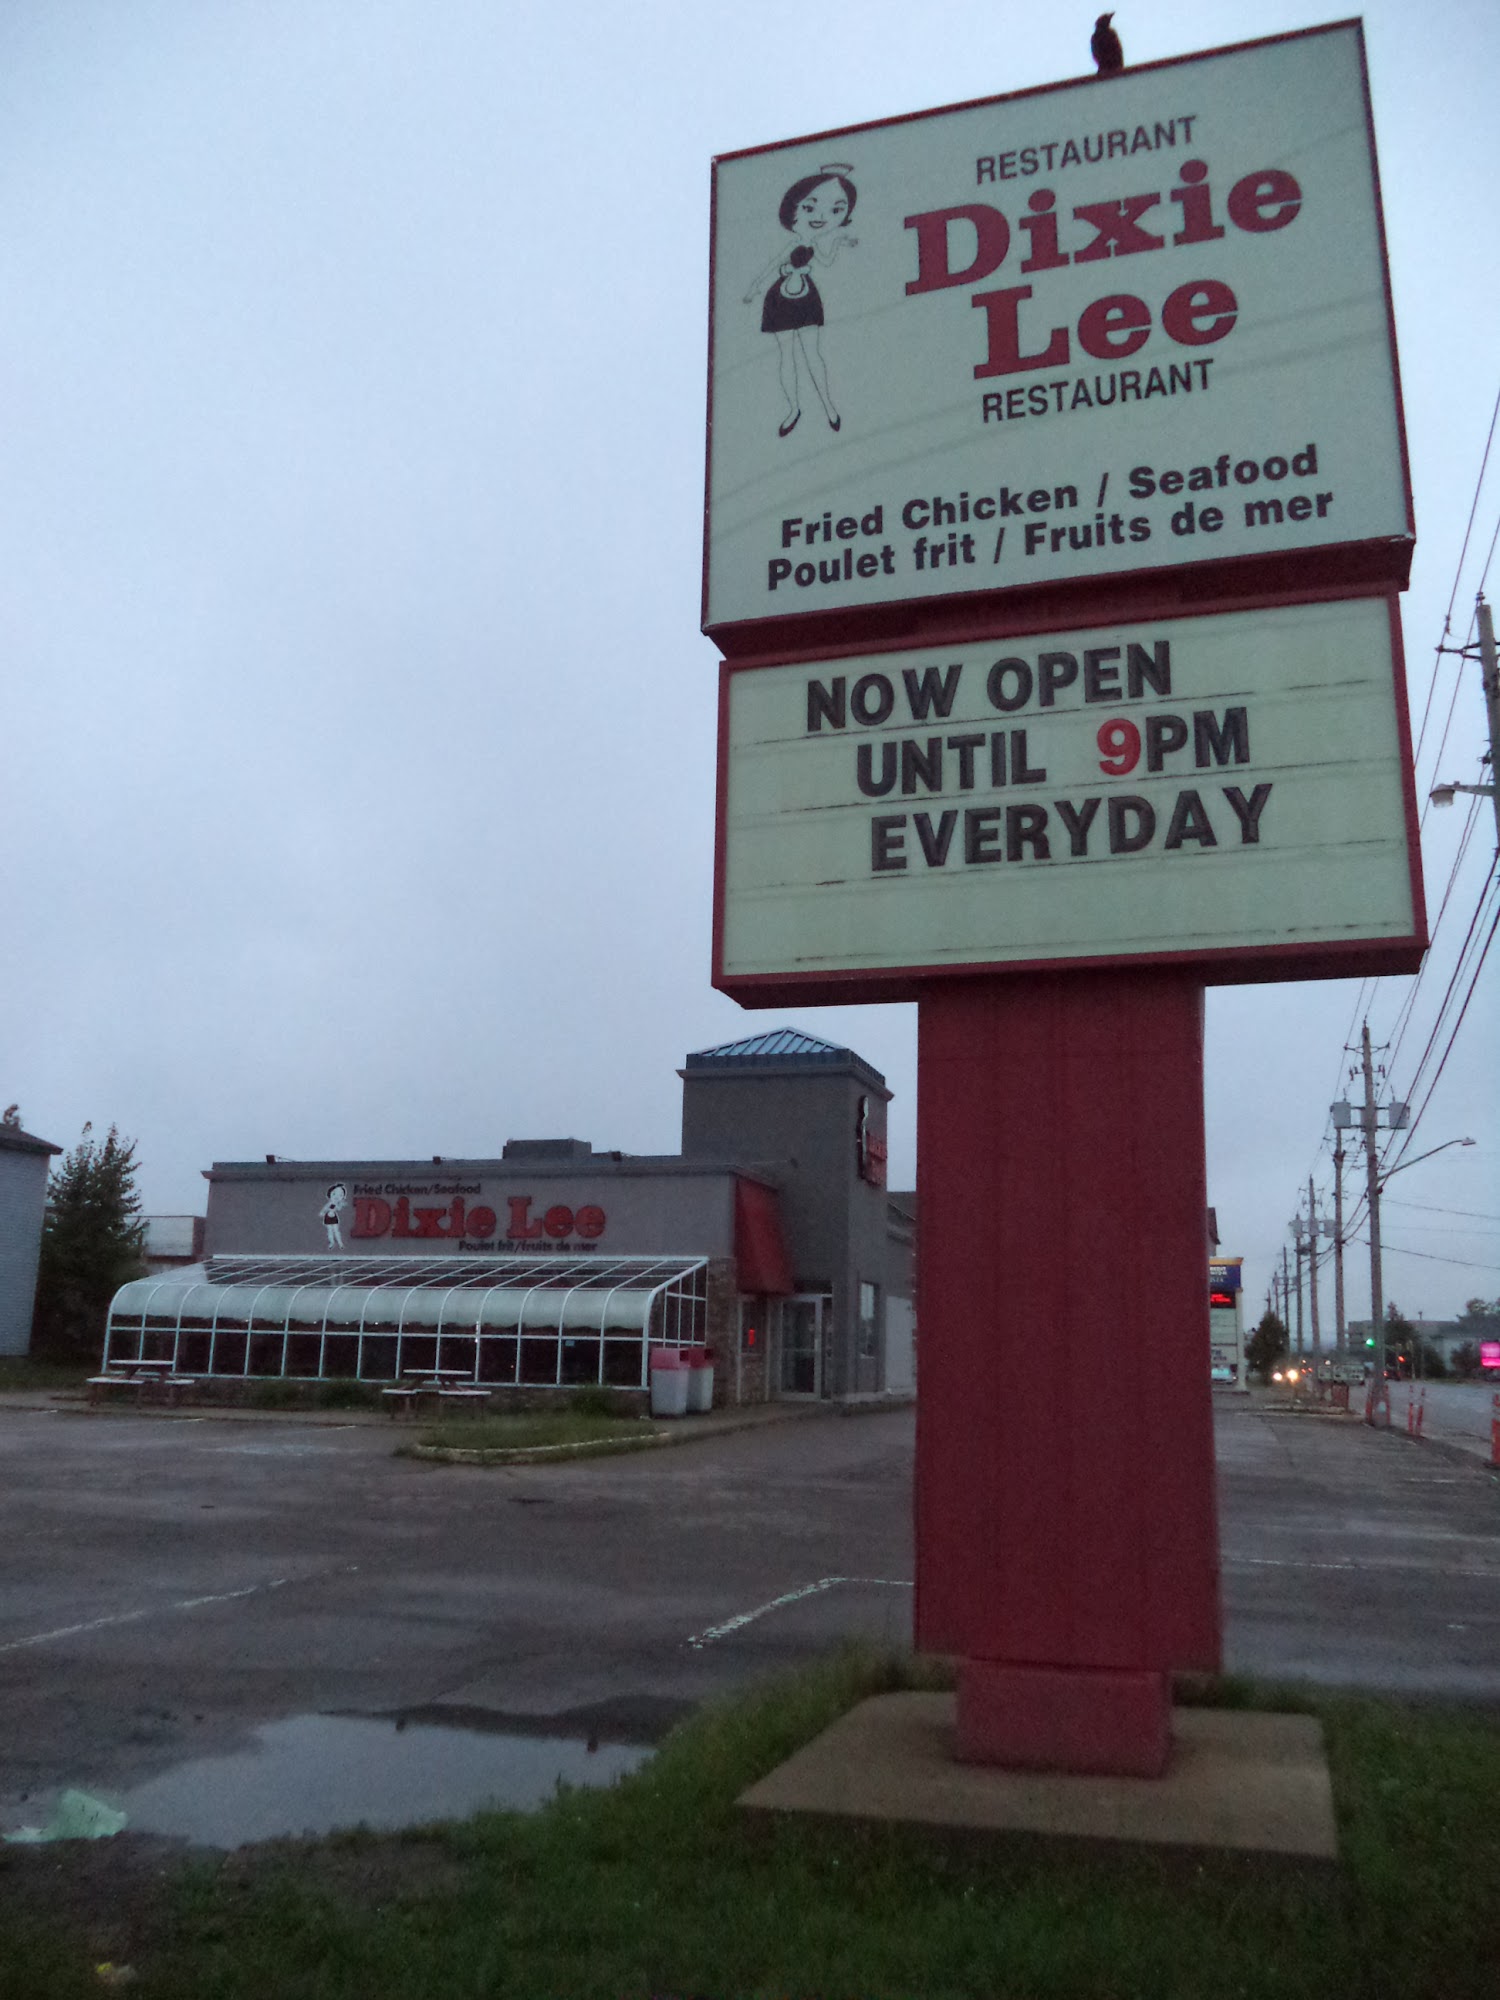 RESTAURANT
Dixie
Lee
RESTAURANT
Fried Chicken / Seafood
Poulet frit / Fruits de mer
NOW OPEN
UNTIL 9PM
EVERYDAY
Fried Chicken/Seafood
Dixie Lee
Poulet frit/fruits de mer